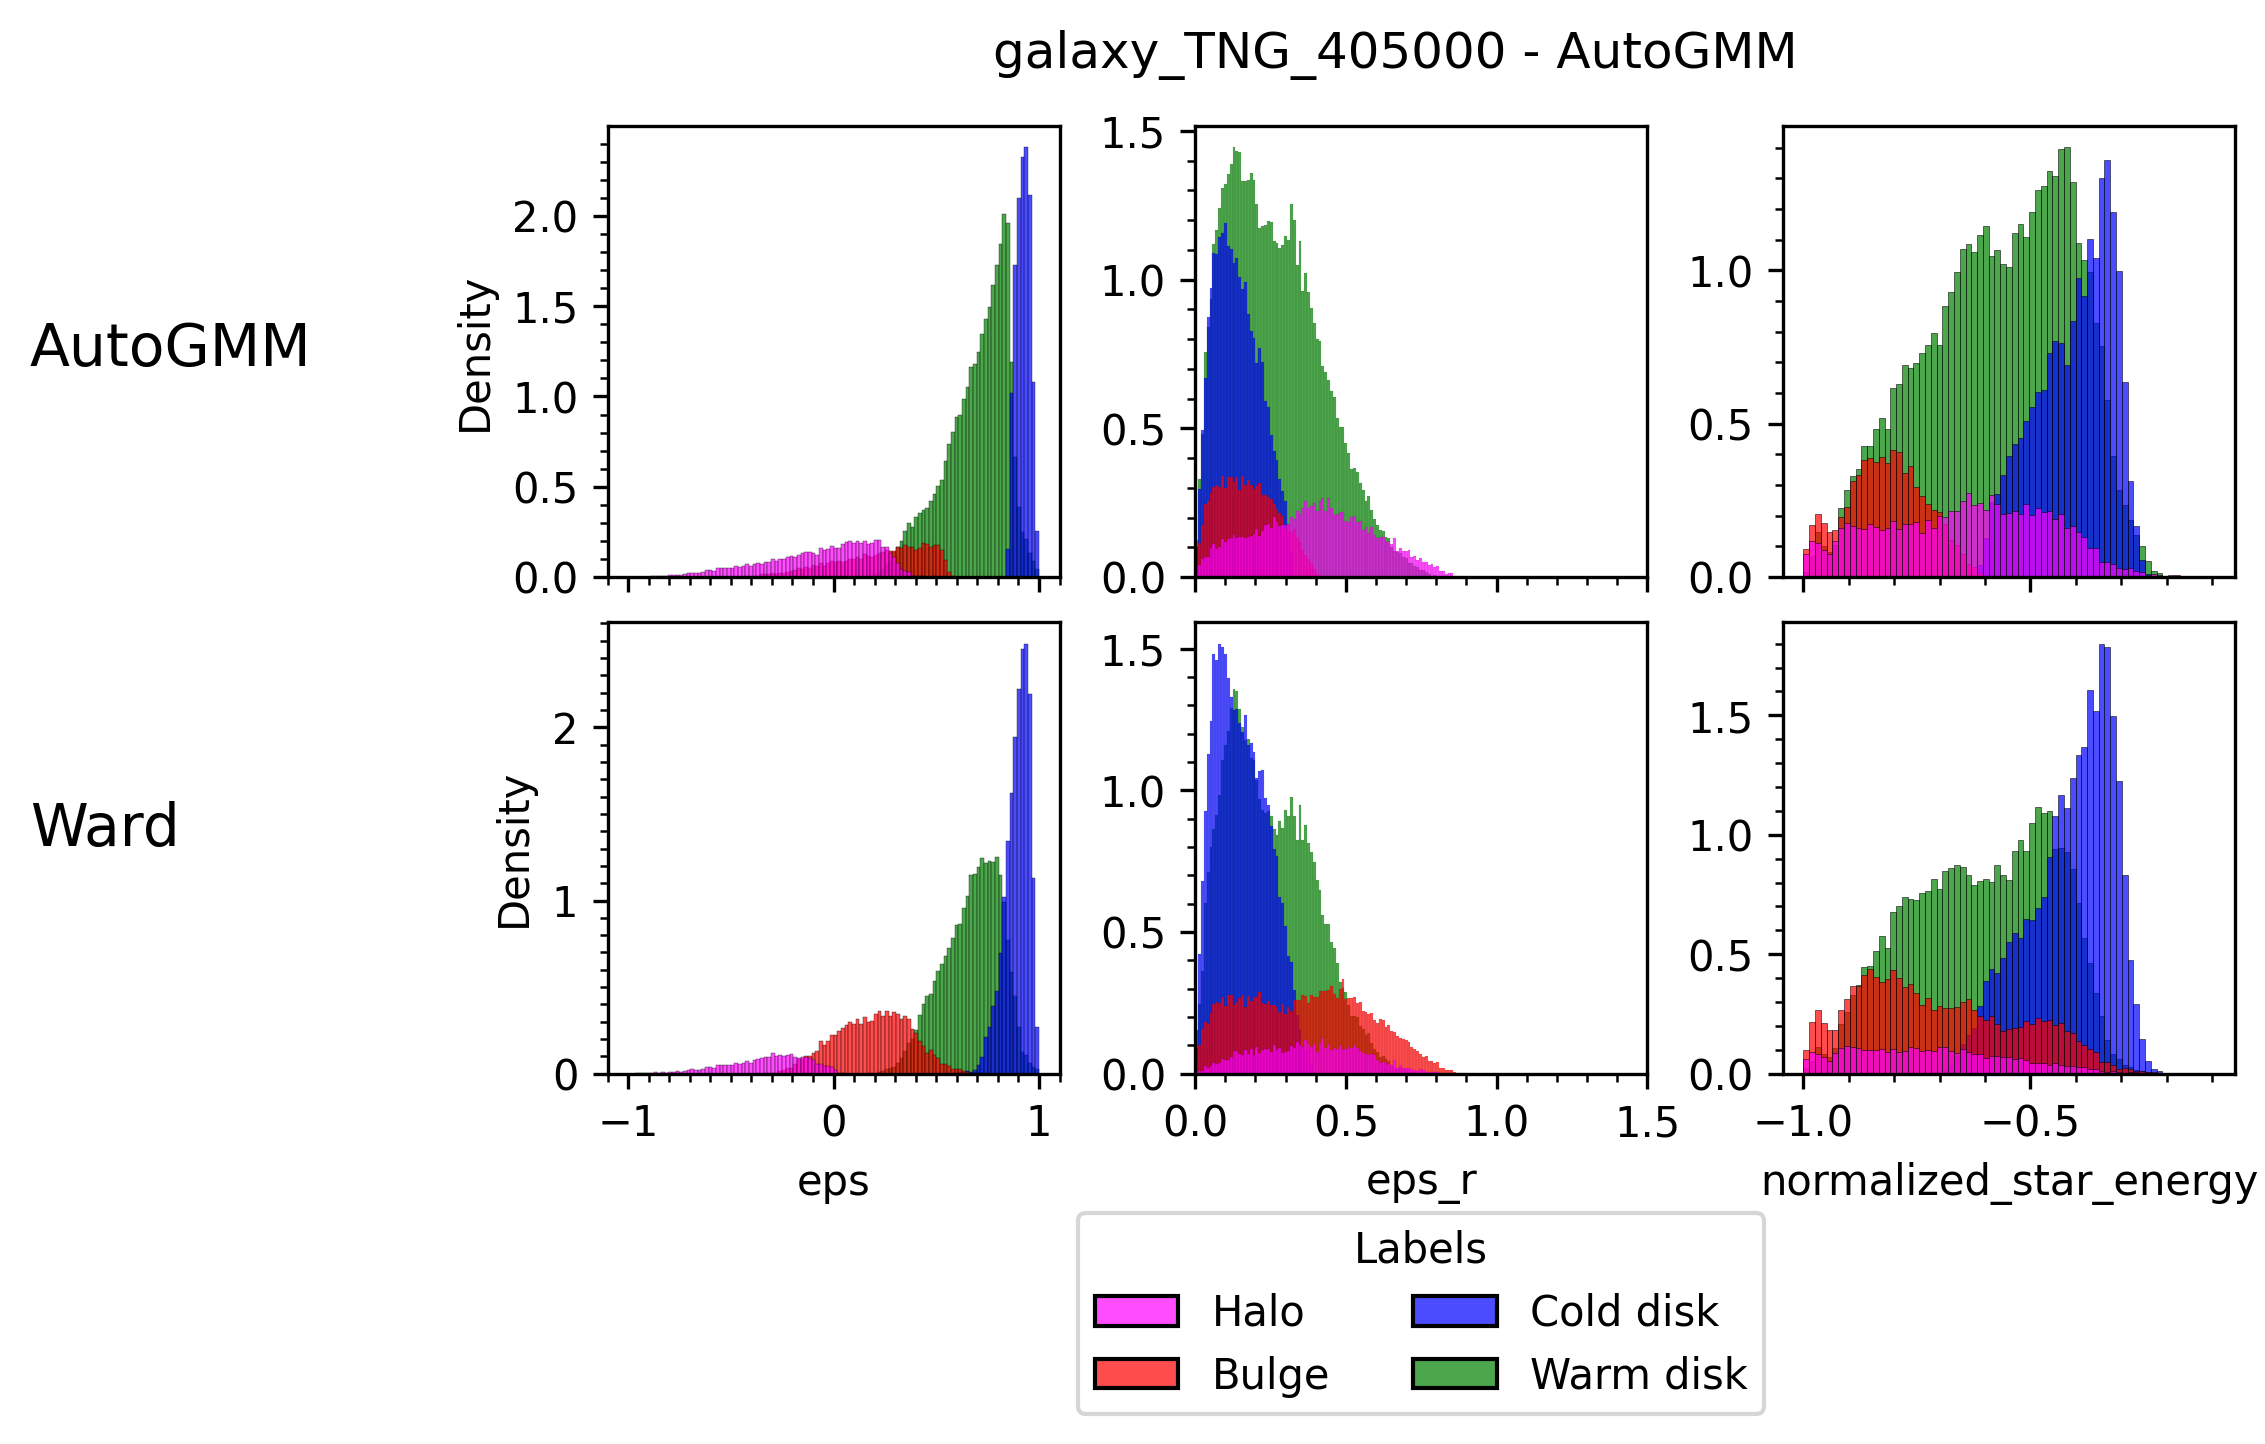 galaxy_TNG_405000 - AutoGMM
AutoGMM
Density
0.0
0.5
1.0
1.5
2.0
0.0
0.5
1.0
1.5
0.0
0.5
1.0
Ward
Density
0
1
2
0.0
0.5
1.0
1.5
0.0
0.5
1.0
1.5
−1 0 1
0.0 0.5 1.0 1.5
−1.0 −0.5
eps
eps_r
normalized_star_energy
Labels
Halo
Bulge
Cold disk
Warm disk